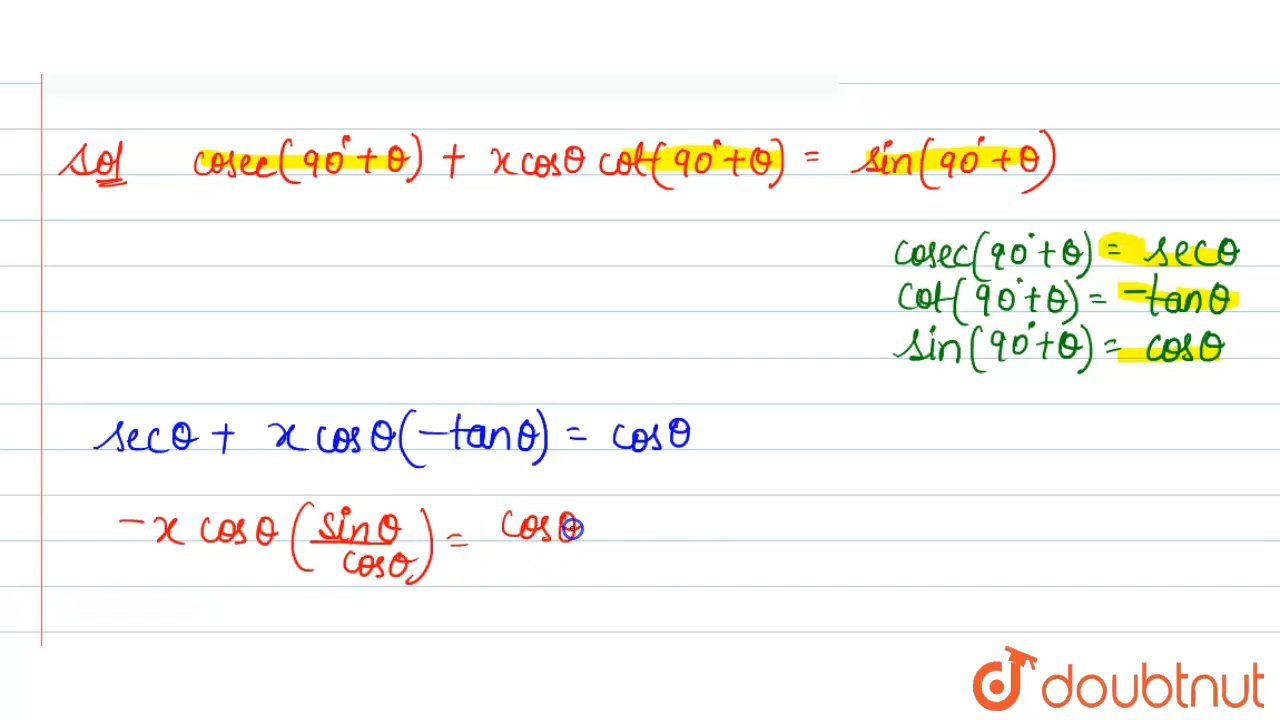 Sol cosec(90°+θ) + x cosθ cot(90°+θ) = sin(90°+θ)
cosec(90°+θ) = secθ
cot(90°+θ) = -tanθ
sin(90°+θ) = cosθ
secθ + x cosθ(-tanθ) = cosθ
-x cosθ (sinθ/cosθ) = cosθ
doubtnut